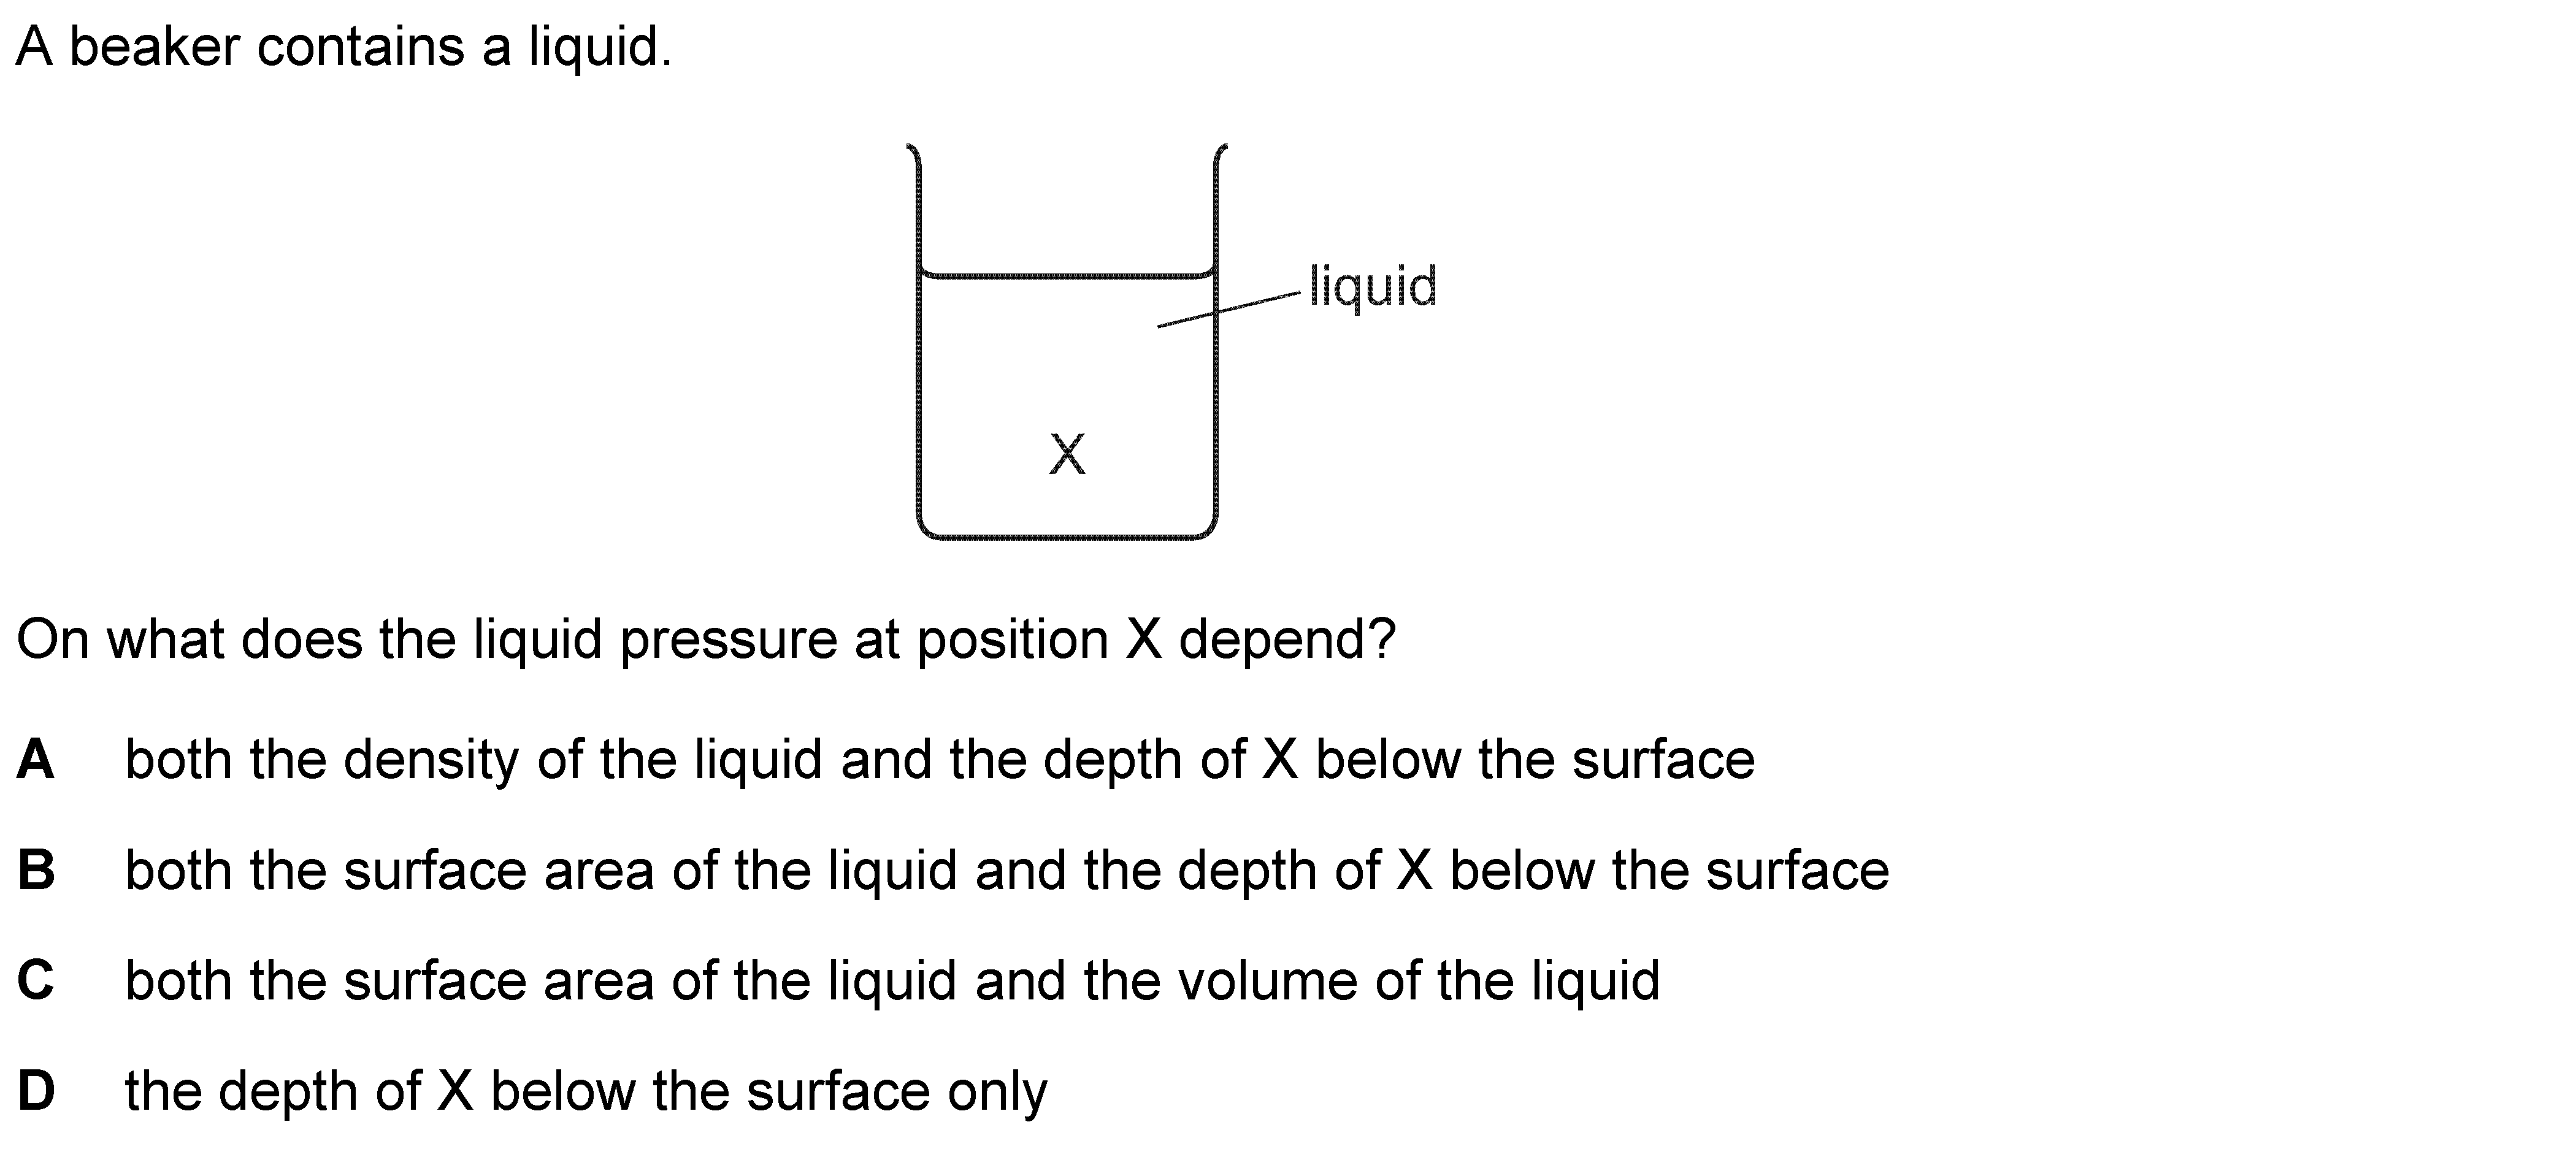 A beaker contains a liquid.
liquid
X
On what does the liquid pressure at position X depend?
A both the density of the liquid and the depth of X below the surface
B both the surface area of the liquid and the depth of X below the surface
C both the surface area of the liquid and the volume of the liquid
D the depth of X below the surface only